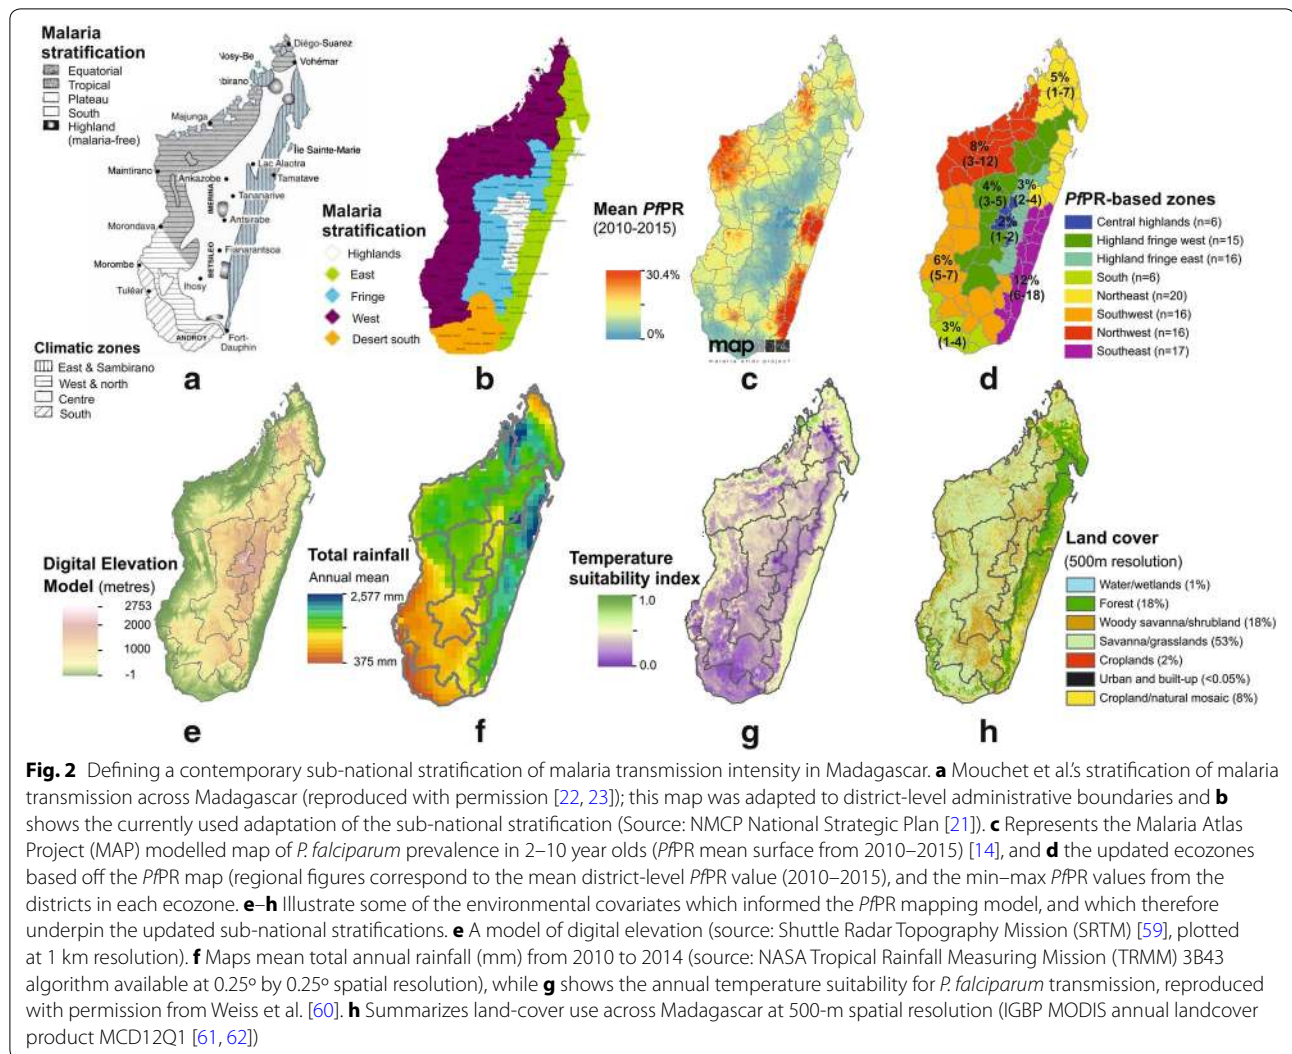 Malaria
stratification
Equatorial
Tropical
Plateau
South
Highland
(malaria-free)
Diégo-Suarez
Nosy-Be
Vohémar
Majunga
Île Sainte-Marie
Maintirano
Lac Alaotra
Ankazobe
Tamatave
IMERINA
Tananarive
Antsirabe
Morondava
BETSILEO
Fianarantsoa
Morombe
Ihosy
Tuléar
ANDROY
Fort-
Dauphin
Climatic zones
East & Sambirano
West & north
Centre
South
a
Malaria
stratification
Highlands
East
Fringe
West
Desert south
b
Mean PfPR
(2010-2015)
30.4%
0%
map
malaria atlas project
c
5%
(1-7)
8%
(3-12)
4%
(3-5)
3%
(2-4)
2%
(1-2)
6%
(5-7)
12%
(6-18)
3%
(1-4)
PfPR-based zones
Central highlands (n=6)
Highland fringe west (n=15)
Highland fringe east (n=16)
South (n=6)
Northeast (n=20)
Southwest (n=16)
Northwest (n=16)
Southeast (n=17)
d
Digital Elevation
Model (metres)
2753
2000
1000
-1
e
Total rainfall
Annual mean
2,577 mm
375 mm
f
Temperature
suitability index
1.0
0.0
g
Land cover
(500m resolution)
Water/wetlands (1%)
Forest (18%)
Woody savanna/shrubland (18%)
Savanna/grasslands (53%)
Croplands (2%)
Urban and built-up (<0.05%)
Cropland/natural mosaic (8%)
h
Fig. 2 Defining a contemporary sub-national stratification of malaria transmission intensity in Madagascar. a Mouchet et al.'s stratification of malaria
transmission across Madagascar (reproduced with permission [22, 23]); this map was adapted to district-level administrative boundaries and b
shows the currently used adaptation of the sub-national stratification (Source: NMCP National Strategic Plan [21]). c Represents the Malaria Atlas
Project (MAP) modelled map of P. falciparum prevalence in 2–10 year olds (PfPR mean surface from 2010–2015) [14], and d the updated ecozones
based off the PfPR map (regional figures correspond to the mean district-level PfPR value (2010–2015), and the min–max PfPR values from the
districts in each ecozone. e–h Illustrate some of the environmental covariates which informed the PfPR mapping model, and which therefore
underpin the updated sub-national stratifications. e A model of digital elevation (source: Shuttle Radar Topography Mission (SRTM) [59], plotted
at 1 km resolution). f Maps mean total annual rainfall (mm) from 2010 to 2014 (source: NASA Tropical Rainfall Measuring Mission (TRMM) 3B43
algorithm available at 0.25º by 0.25º spatial resolution), while g shows the annual temperature suitability for P. falciparum transmission, reproduced
with permission from Weiss et al. [60]. h Summarizes land-cover use across Madagascar at 500-m spatial resolution (IGBP MODIS annual landcover
product MCD12Q1 [61, 62])